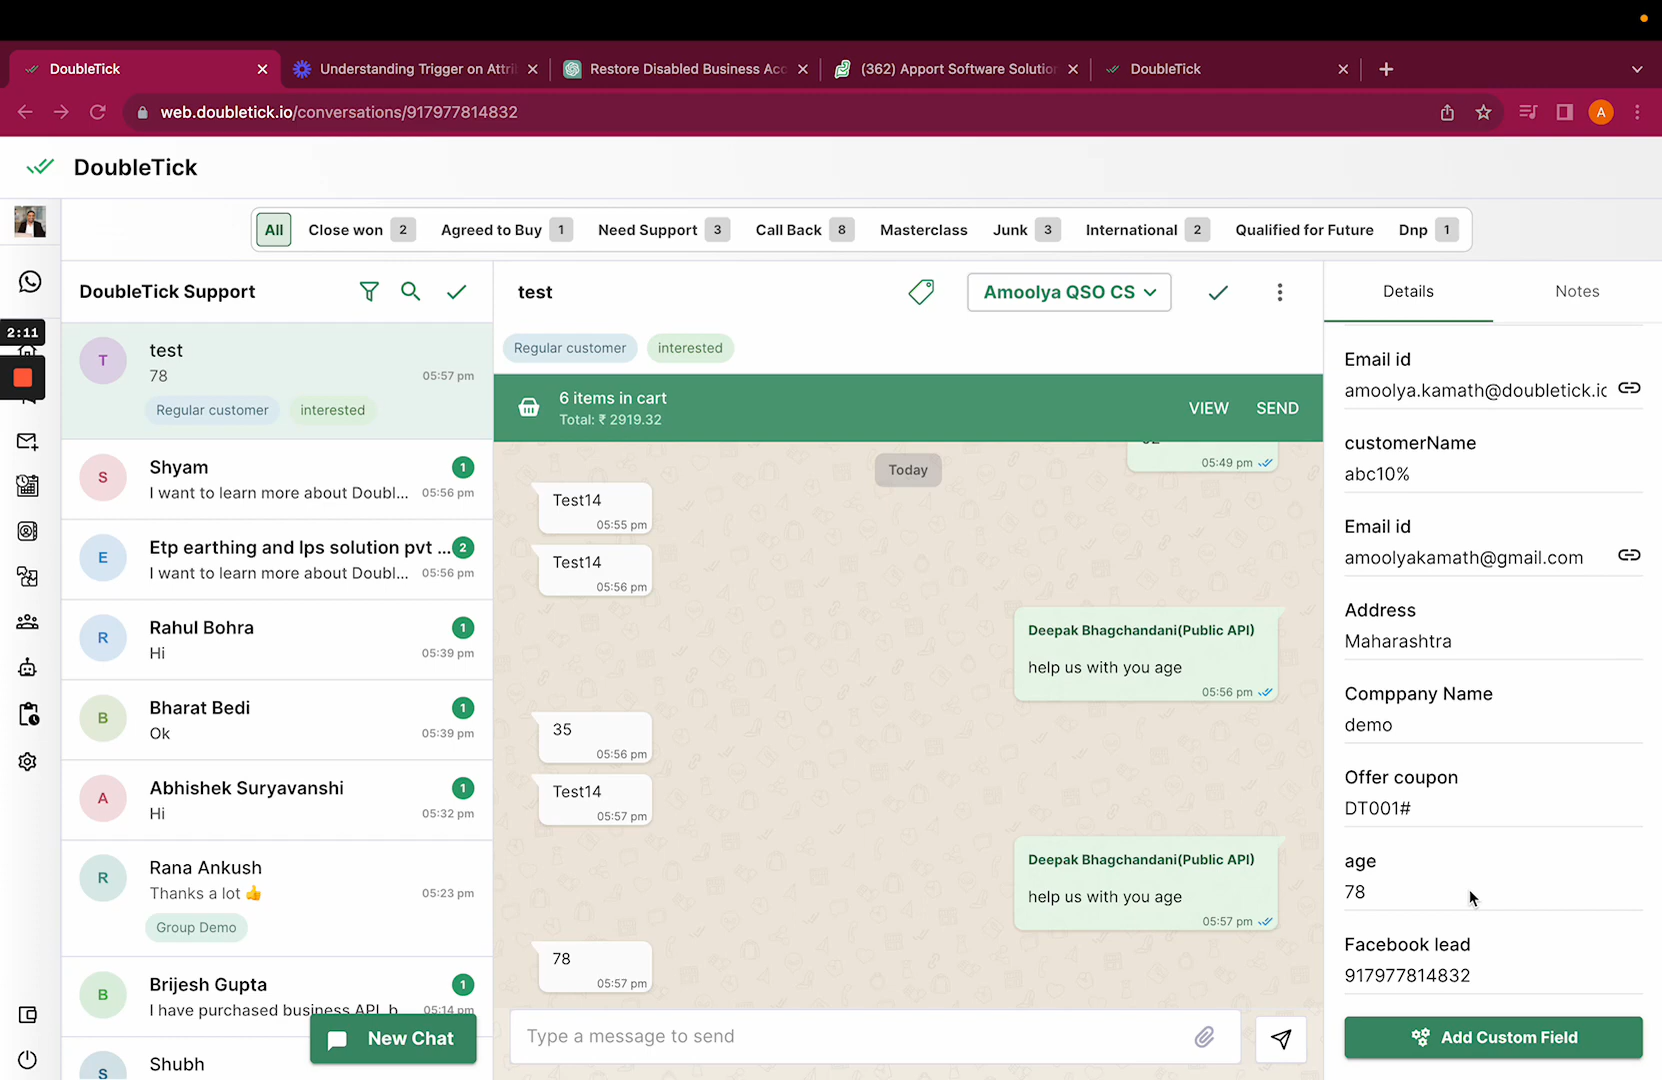 DoubleTick
Understanding Trigger on Attri
Restore Disabled Business Acc
(362) Apport Software Solution
DoubleTick
web.doubletick.io/conversations/917977814832
A
DoubleTick
All
Close won 2
Agreed to Buy 1
Need Support 3
Call Back 8
Masterclass
Junk 3
International 2
Qualified for Future
Dnp 1
2:11
DoubleTick Support
T
test
78
05:57 pm
Regular customer
interested
S
Shyam
1
I want to learn more about Doubl...
05:56 pm
E
Etp earthing and lps solution pvt ...
2
I want to learn more about Doubl...
05:56 pm
R
Rahul Bohra
1
Hi
05:39 pm
B
Bharat Bedi
1
Ok
05:39 pm
A
Abhishek Suryavanshi
1
Hi
05:32 pm
R
Rana Ankush
Thanks a lot 👍
05:23 pm
Group Demo
B
Brijesh Gupta
1
I have purchased business API, b
05:14 pm
S
Shubh
New Chat
test
Amoolya QSO CS
Regular customer
interested
6 items in cart
Total: ₹ 2919.32
VIEW
SEND
05:49 pm
Today
Test14
05:55 pm
Test14
05:56 pm
Deepak Bhagchandani(Public API)
help us with you age
05:56 pm
35
05:56 pm
Test14
05:57 pm
Deepak Bhagchandani(Public API)
help us with you age
05:57 pm
78
05:57 pm
Type a message to send
Details
Notes
Email id
amoolya.kamath@doubletick.ic
customerName
abc10%
Email id
amoolyakamath@gmail.com
Address
Maharashtra
Comppany Name
demo
Offer coupon
DT001#
age
78
Facebook lead
917977814832
Add Custom Field